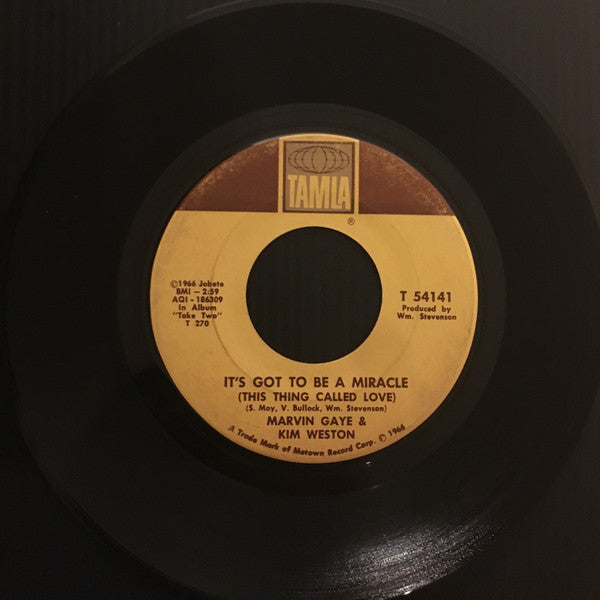 TAMLA
®
©1966 Jobete
BMI — 2:59
AQI - 186309
In Album
"Take Two"
T 270
T 54141
Produced by
Wm. Stevenson
IT'S GOT TO BE A MIRACLE
(THIS THING CALLED LOVE)
(S. Moy, V. Bullock, Wm. Stevenson)
MARVIN GAYE &
KIM WESTON
A Trade Mark of Motown Record Corp. © 1966